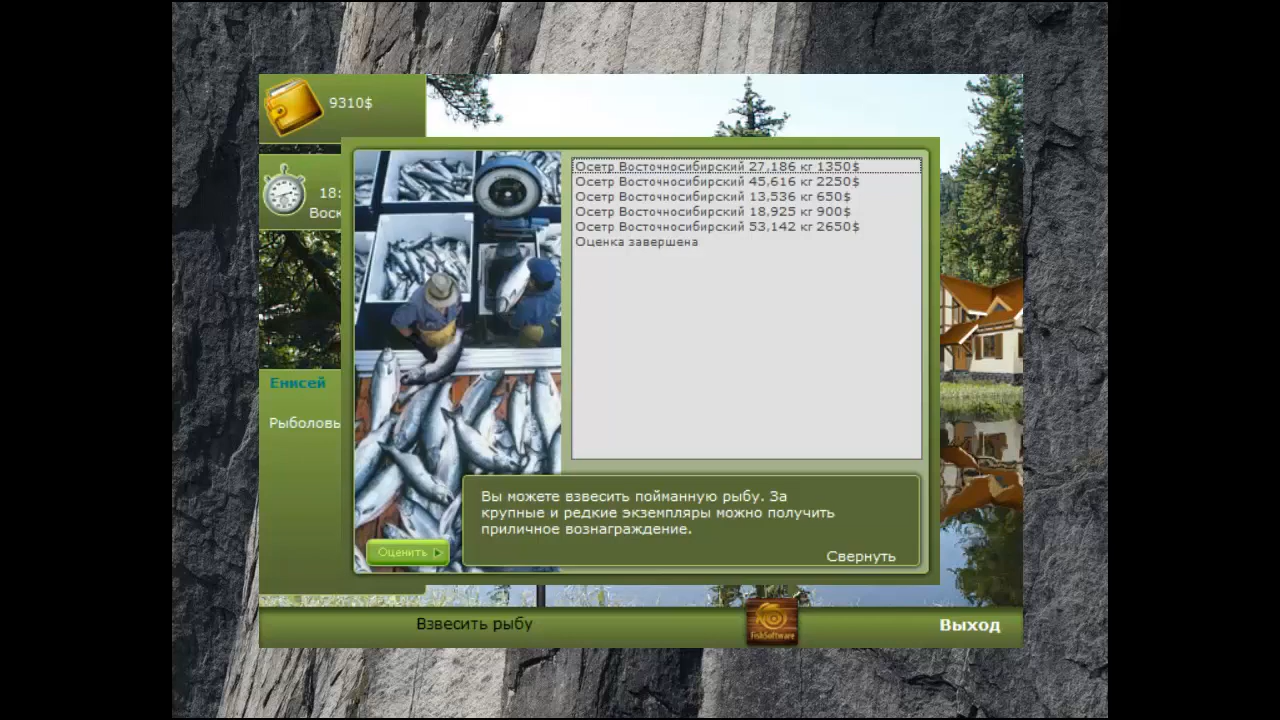 9310$
18:
Воск
Осетр Восточносибирский 27,186 кг 1350$
Осетр Восточносибирский 45,616 кг 2250$
Осетр Восточносибирский 13,536 кг 650$
Осетр Восточносибирский 18,925 кг 900$
Осетр Восточносибирский 53,142 кг 2650$
Оценка завершена
Енисей
Рыболовь
Вы можете взвесить пойманную рыбу. За
крупные и редкие экземпляры можно получить
приличное вознаграждение.
Оценить
Свернуть
Взвесить рыбу
FishSoftware
Выход